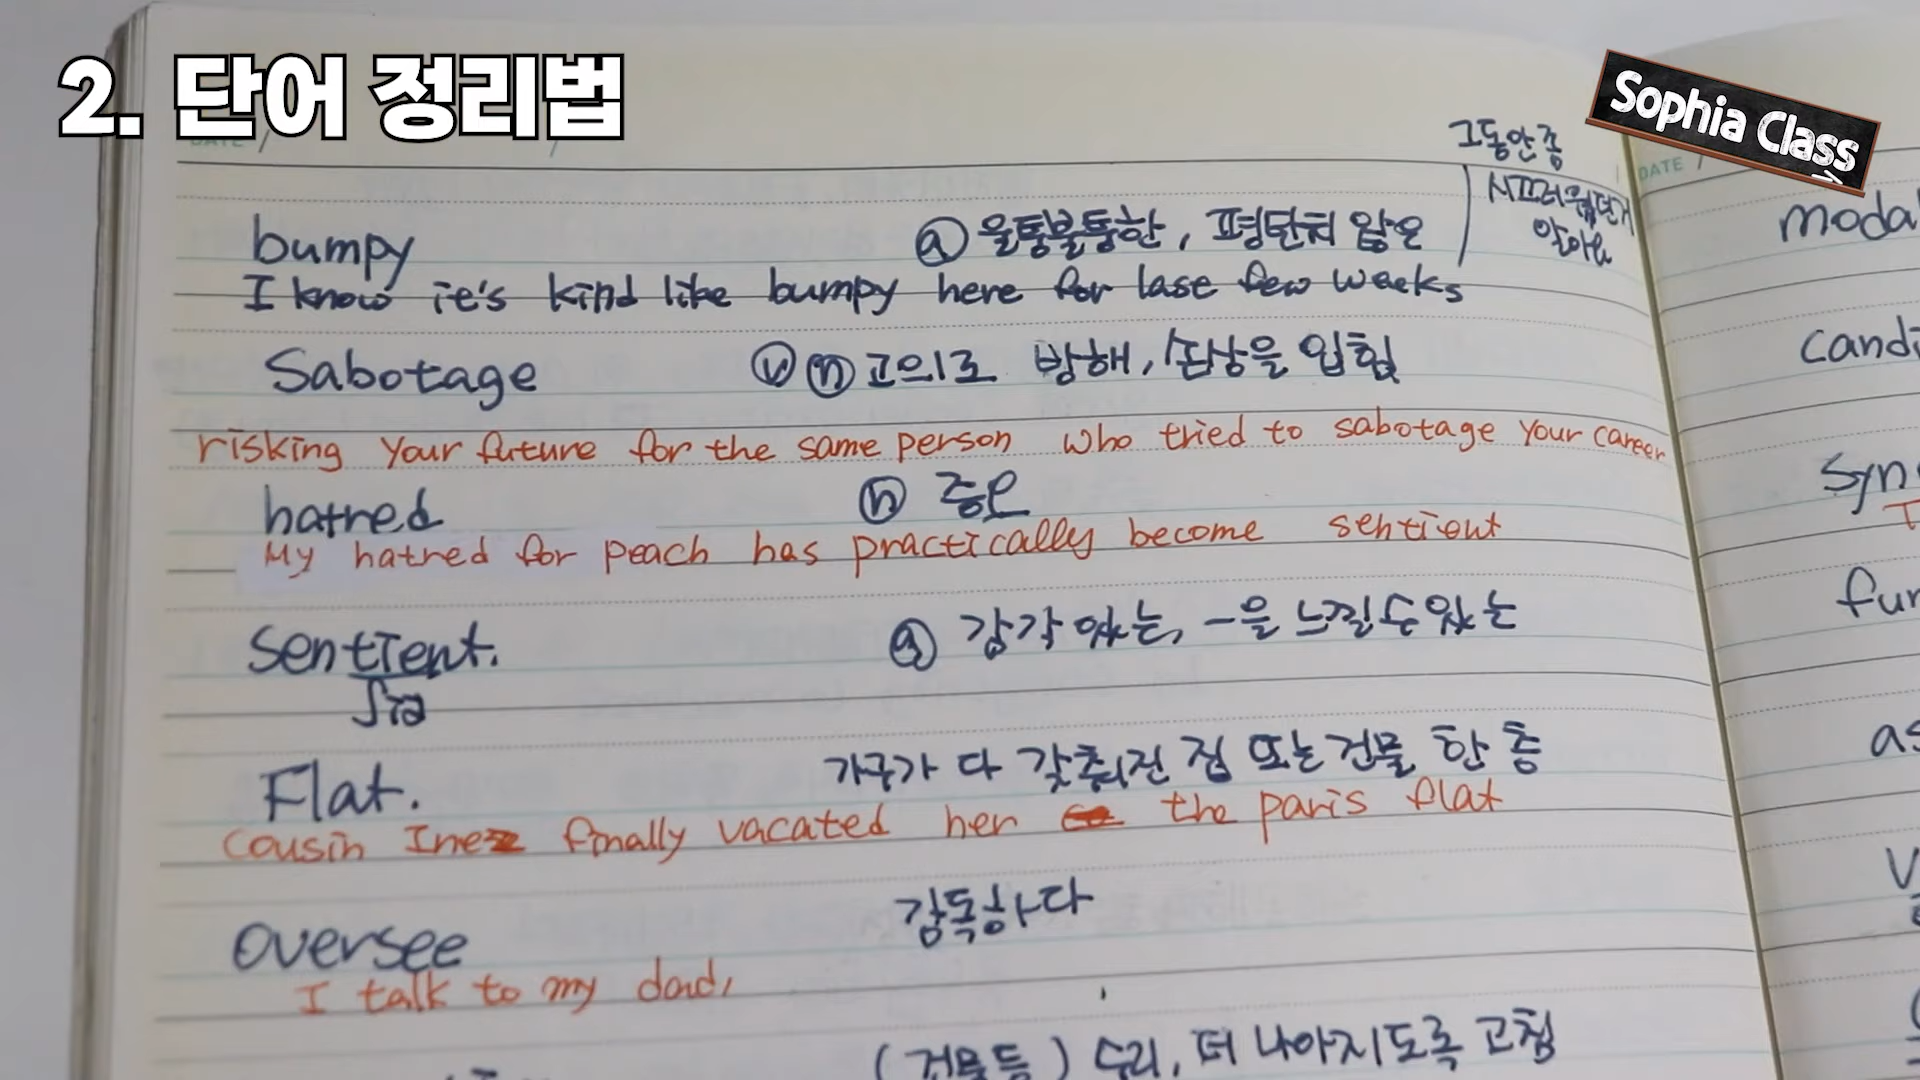 2. 단어 정리법
Sophia Class
DATE /
그동안 좀
시끄러웠던거
알아 u
bumpy ⓐ 울퉁불퉁한, 평탄치 않은
I know it's kind like bumpy here for last few weeks
Sabotage ⓥ ⓝ 고의로 방해, 손상을 입힘
risking your future for the same person who tried to sabotage your career
hatred ⓝ 증오
My hatred for peach has practically become sentient
Sentient. ⓐ 감각 있는, -을 느낄 수 있는
ʃiə
Flat. 가구가 다 갖춰진 집 또는 건물 한 층
Cousin Inez finally vacated her the paris flat
oversee 감독하다
I talk to my dad,
(건물 등) 수리, 더 나아지도록 고침
DATE /
moda
candi
Syn
fur
as